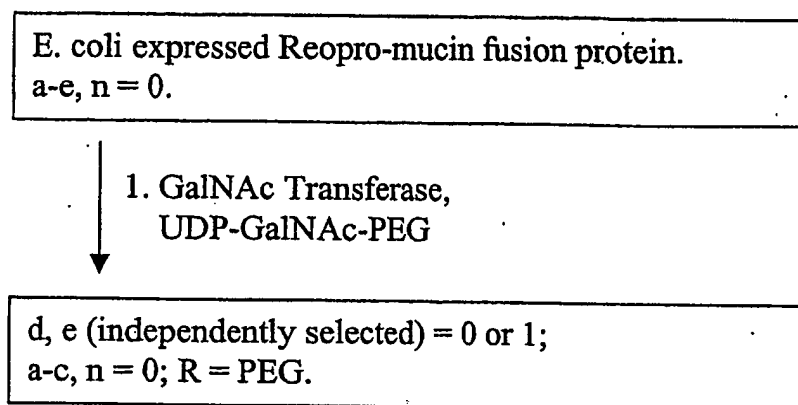 E. coli expressed Reopro-mucin fusion protein.
a-e, n = 0.
1. GalNAc Transferase,
UDP-GalNAc-PEG
d, e (independently selected) = 0 or 1;
a-c, n = 0; R = PEG.